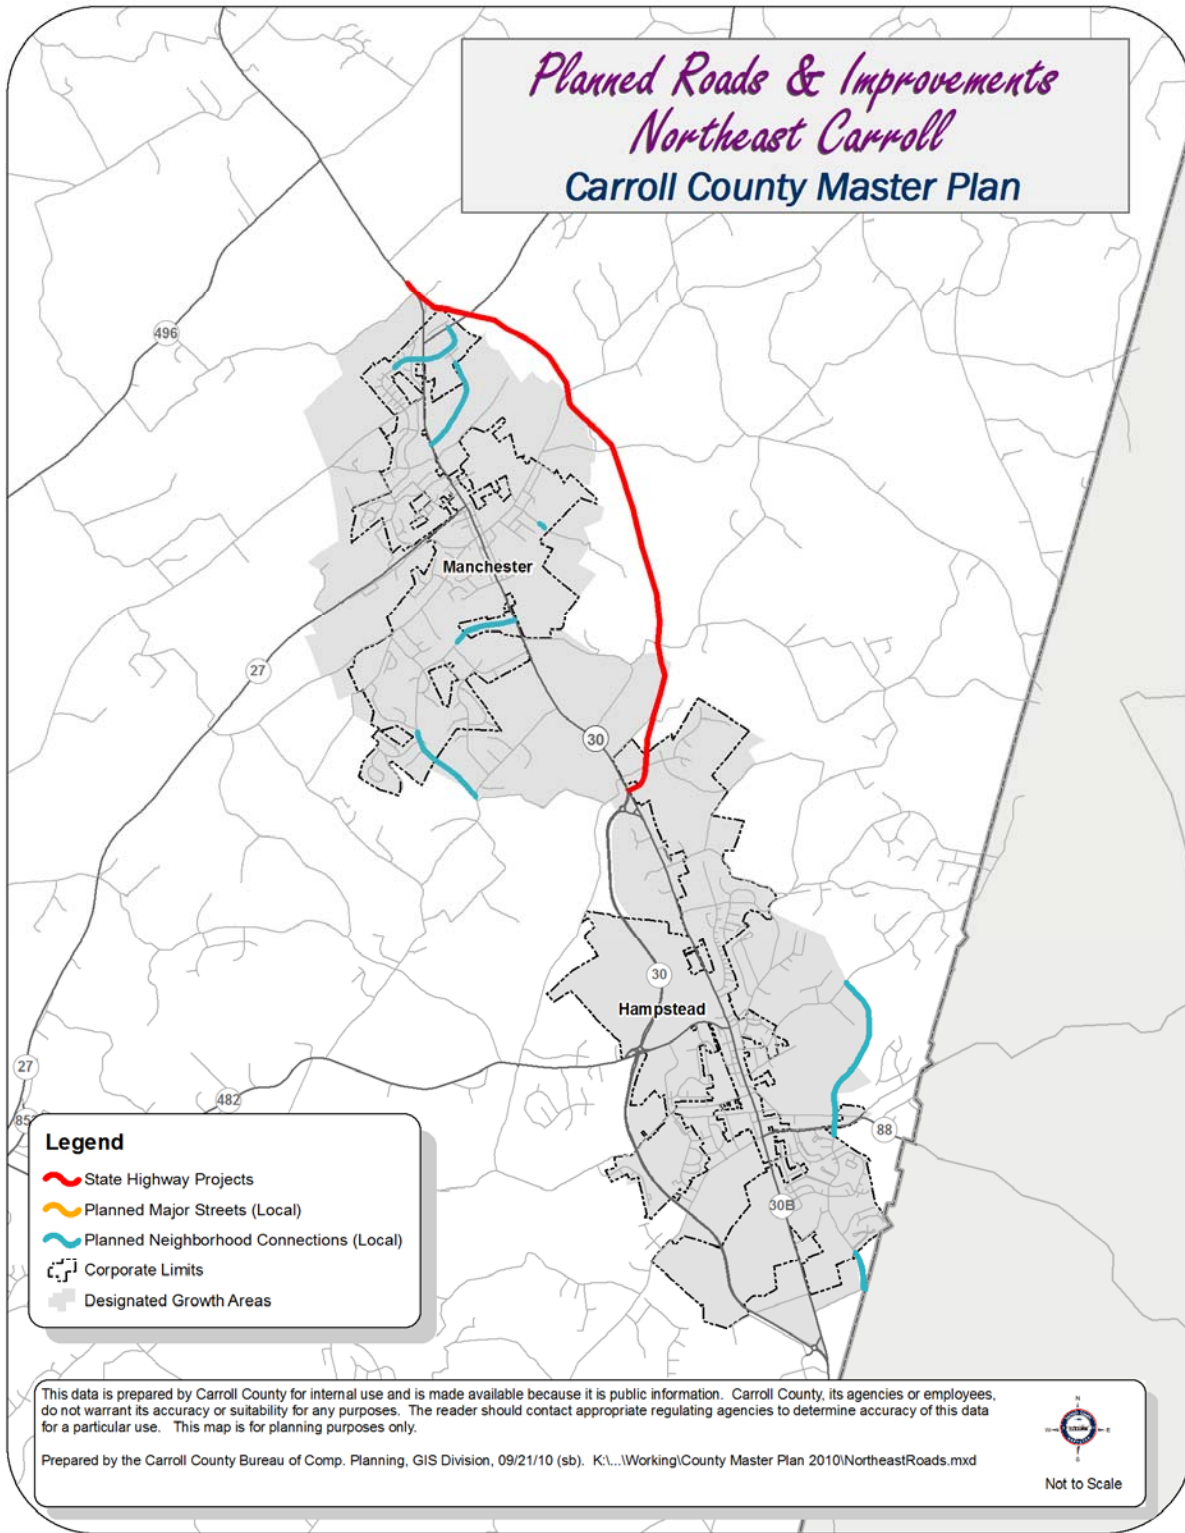 Planned Roads & Improvements
Northeast Carroll
Carroll County Master Plan
496
Manchester
27
30
30
Hampstead
27
482
88
30B
Legend
State Highway Projects
Planned Major Streets (Local)
Planned Neighborhood Connections (Local)
Corporate Limits
Designated Growth Areas
This data is prepared by Carroll County for internal use and is made available because it is public information. Carroll County, its agencies or employees,
do not warrant its accuracy or suitability for any purposes. The reader should contact appropriate regulating agencies to determine accuracy of this data
for a particular use. This map is for planning purposes only.
Prepared by the Carroll County Bureau of Comp. Planning, GIS Division, 09/21/10 (sb). K:\...\Working\County Master Plan 2010\NortheastRoads.mxd
N
W
E
S
Not to Scale